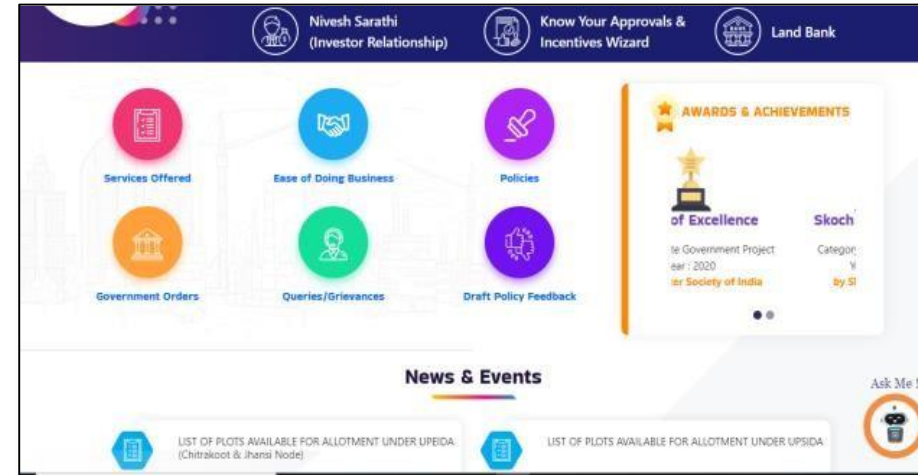 Nivesh Sarathi
(Investor Relationship)
Know Your Approvals &
Incentives Wizard
BANK
Land Bank
Services Offered
Ease of Doing Business
Policies
AWARDS & ACHIEVEMENTS
of Excellence
Skoch
Government Project
: 2020
Society of India
by
Government Orders
Queries/Grievances
Draft Policy Feedback
News & Events
Ask Me
LIST OF PLOTS AVAILABLE FOR ALLOTMENT UNDER UPEIDA
(Chitrakoot & Jhansi Node)
LIST OF PLOTS AVAILABLE FOR ALLOTMENT UNDER UPSIDA